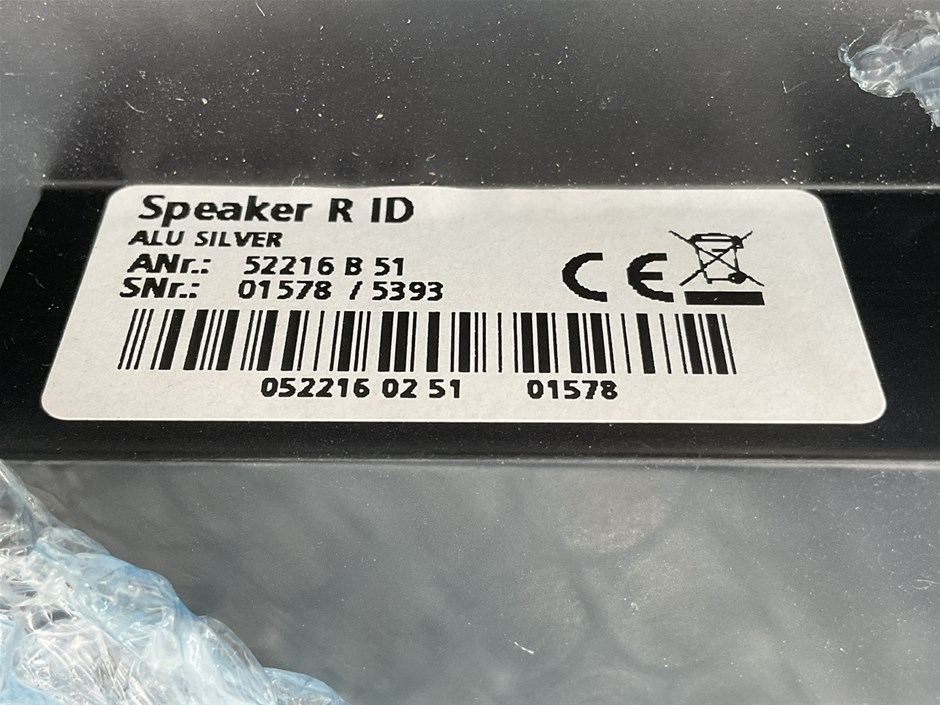 Speaker R ID
ALU SILVER
ANr.: 52216 B 51
SNr.: 01578 / 5393
CE
052216 02 51 01578